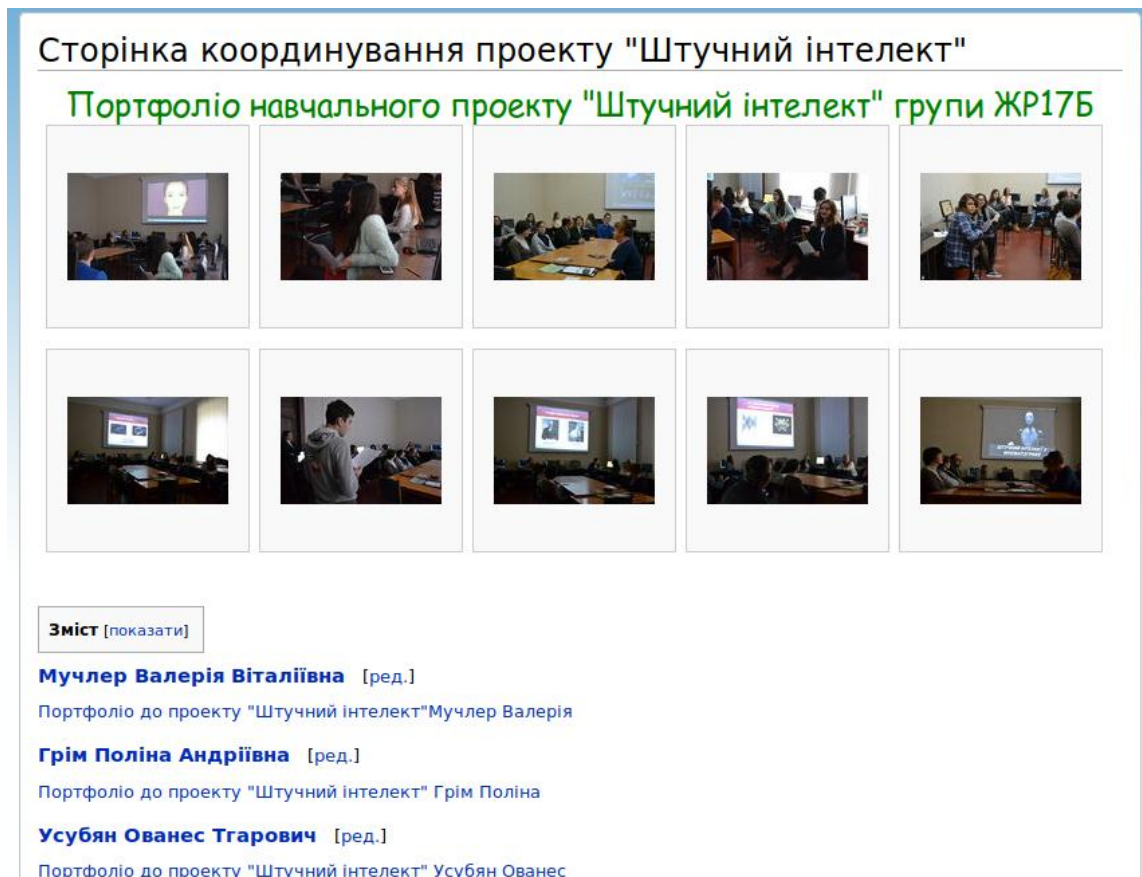 Сторінка координування проекту "Штучний інтелект"
Портфоліо навчального проекту "Штучний інтелект" групи ЖР17Б
Зміст [показати]
Мучлер Валерія Віталіївна [ред.]
Портфоліо до проекту "Штучний інтелект"Мучлер Валерія
Грім Поліна Андріївна [ред.]
Портфоліо до проекту "Штучний інтелект" Грім Поліна
Усубян Ованес Тгарович [ред.]
Портфоліо до проекту "Штучний інтелект" Усубян Ованес